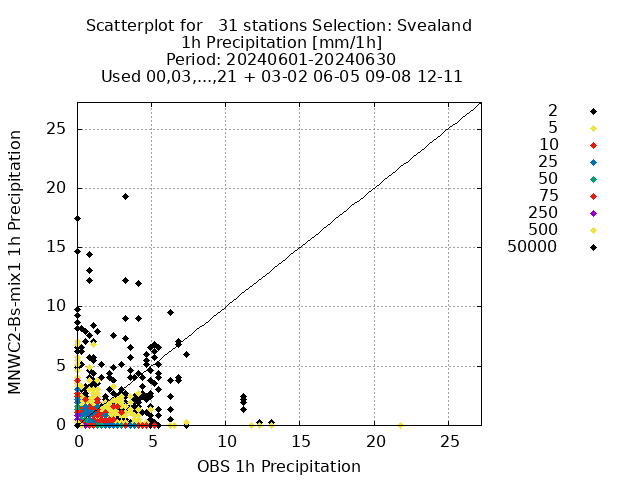 Scatterplot for   31 stations Selection: Svealand
1h Precipitation [mm/1h]
Period: 20240601-20240630
Used 00,03,...,21 + 03-02 06-05 09-08 12-11
MNWC2-Bs-mix1 1h Precipitation
25
20
15
10
5
0
0 5 10 15 20 25
OBS 1h Precipitation
2
5
10
25
50
75
250
500
50000